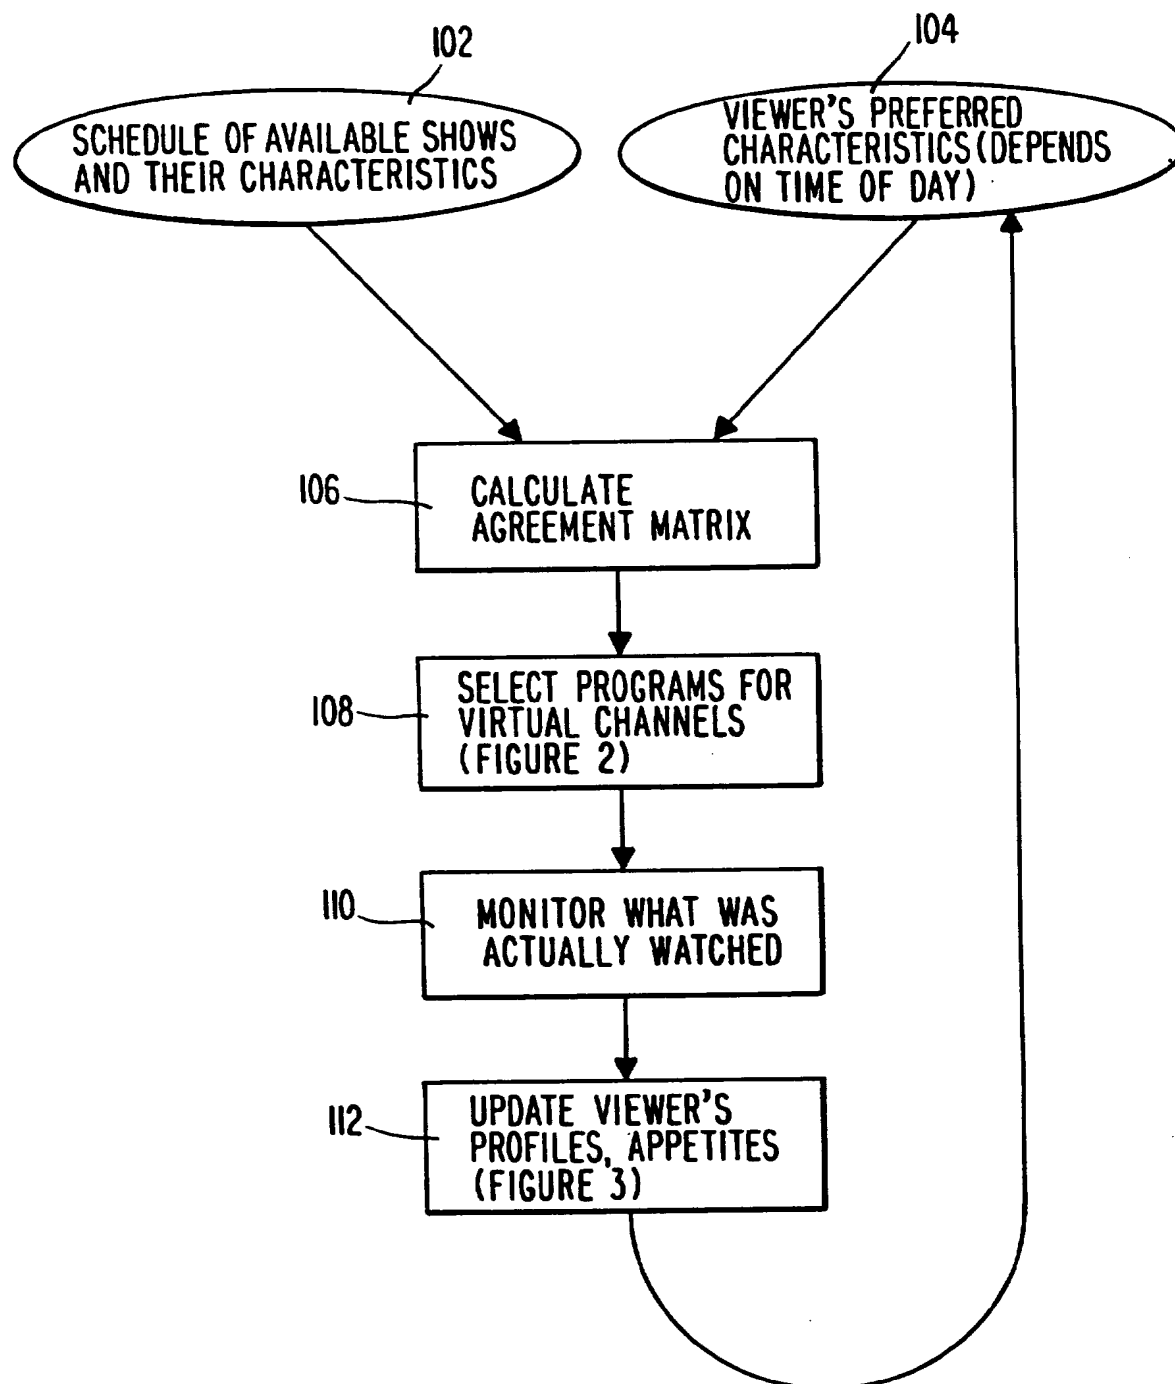 102
104
SCHEDULE OF AVAILABLE SHOWS
AND THEIR CHARACTERISTICS
VIEWER'S PREFERRED
CHARACTERISTICS (DEPENDS
ON TIME OF DAY)
106
CALCULATE
AGREEMENT MATRIX
108
SELECT PROGRAMS FOR
VIRTUAL CHANNELS
(FIGURE 2)
110
MONITOR WHAT WAS
ACTUALLY WATCHED
112
UPDATE VIEWER'S
PROFILES, APPETITES
(FIGURE 3)